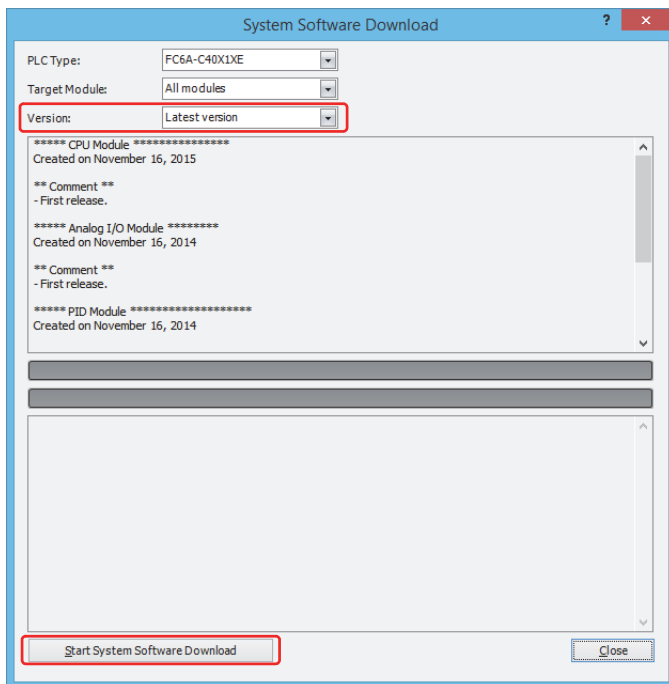 System Software Download
? ×
PLC Type: FC6A-C40X1XE
Target Module: All modules
Version: Latest version
***** CPU Module ***************
Created on November 16, 2015
** Comment **
- First release.
***** Analog I/O Module ********
Created on November 16, 2014
** Comment **
- First release.
***** PID Module *******************
Created on November 16, 2014
Start System Software Download
Close